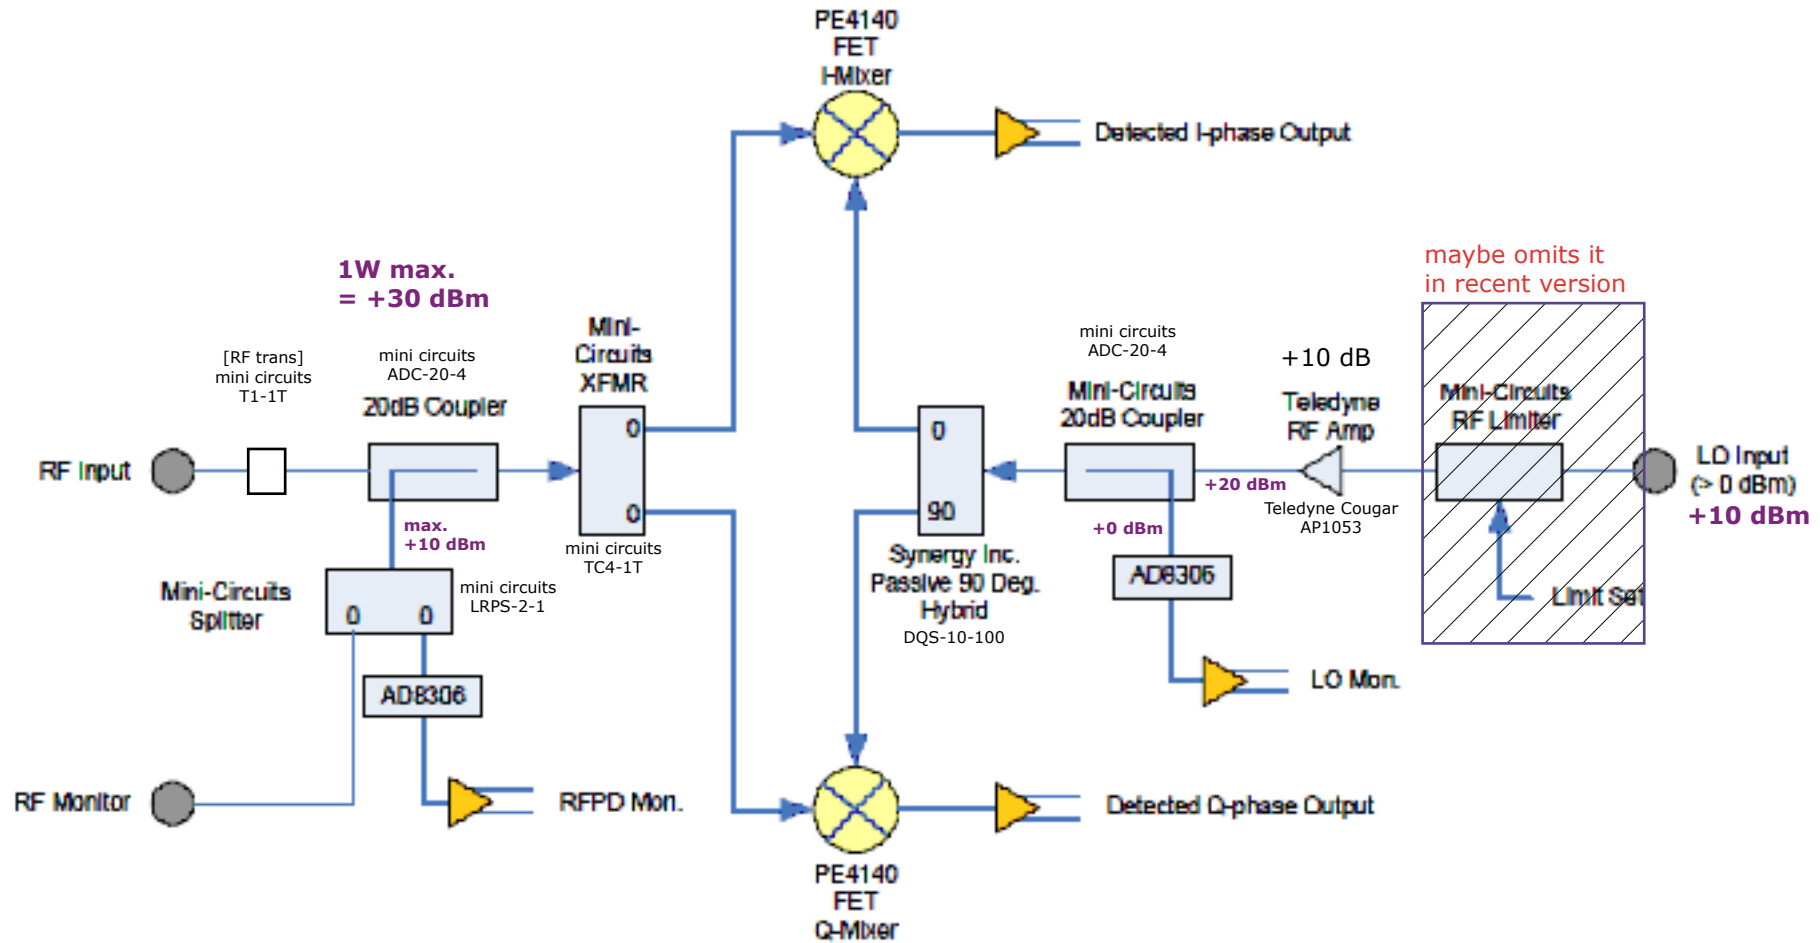 PE4140
FET
I-Mixer
Detected I-phase Output
maybe omits it
in recent version
1W max.
= +30 dBm
[RF trans]
mini circuits
T1-1T
mini circuits
ADC-20-4
20dB Coupler
Mini-
Circuits
XFMR
mini circuits
ADC-20-4
Mini-Circuits
20dB Coupler
+10 dB
Teledyne
RF Amp
Mini-Circuits
RF Limiter
RF Input
0
0
0
90
+20 dBm
Teledyne Cougar
AP1053
LO Input
(> 0 dBm)
+10 dBm
max.
+10 dBm
+0 dBm
mini circuits
TC4-1T
Synergy Inc.
Passive 90 Deg.
Hybrid
DQS-10-100
AD8306
Limit Set
Mini-Circuits
Splitter
0 0
mini circuits
LRPS-2-1
AD8306
LO Mon.
RF Monitor
RFPD Mon.
Detected Q-phase Output
PE4140
FET
Q-Mixer